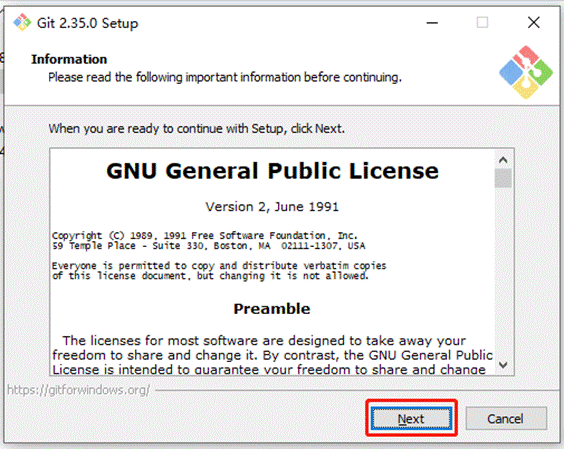 Git 2.35.0 Setup
Information
Please read the following important information before continuing.
When you are ready to continue with Setup, click Next.
GNU General Public License
Version 2, June 1991
Copyright (C) 1989, 1991 Free Software Foundation, Inc.
59 Temple Place - Suite 330, Boston, MA  02111-1307, USA
Everyone is permitted to copy and distribute verbatim copies
of this license document, but changing it is not allowed.
Preamble
The licenses for most software are designed to take away your
freedom to share and change it. By contrast, the GNU General Public
License is intended to guarantee your freedom to share and change
https://gitforwindows.org/
Next
Cancel